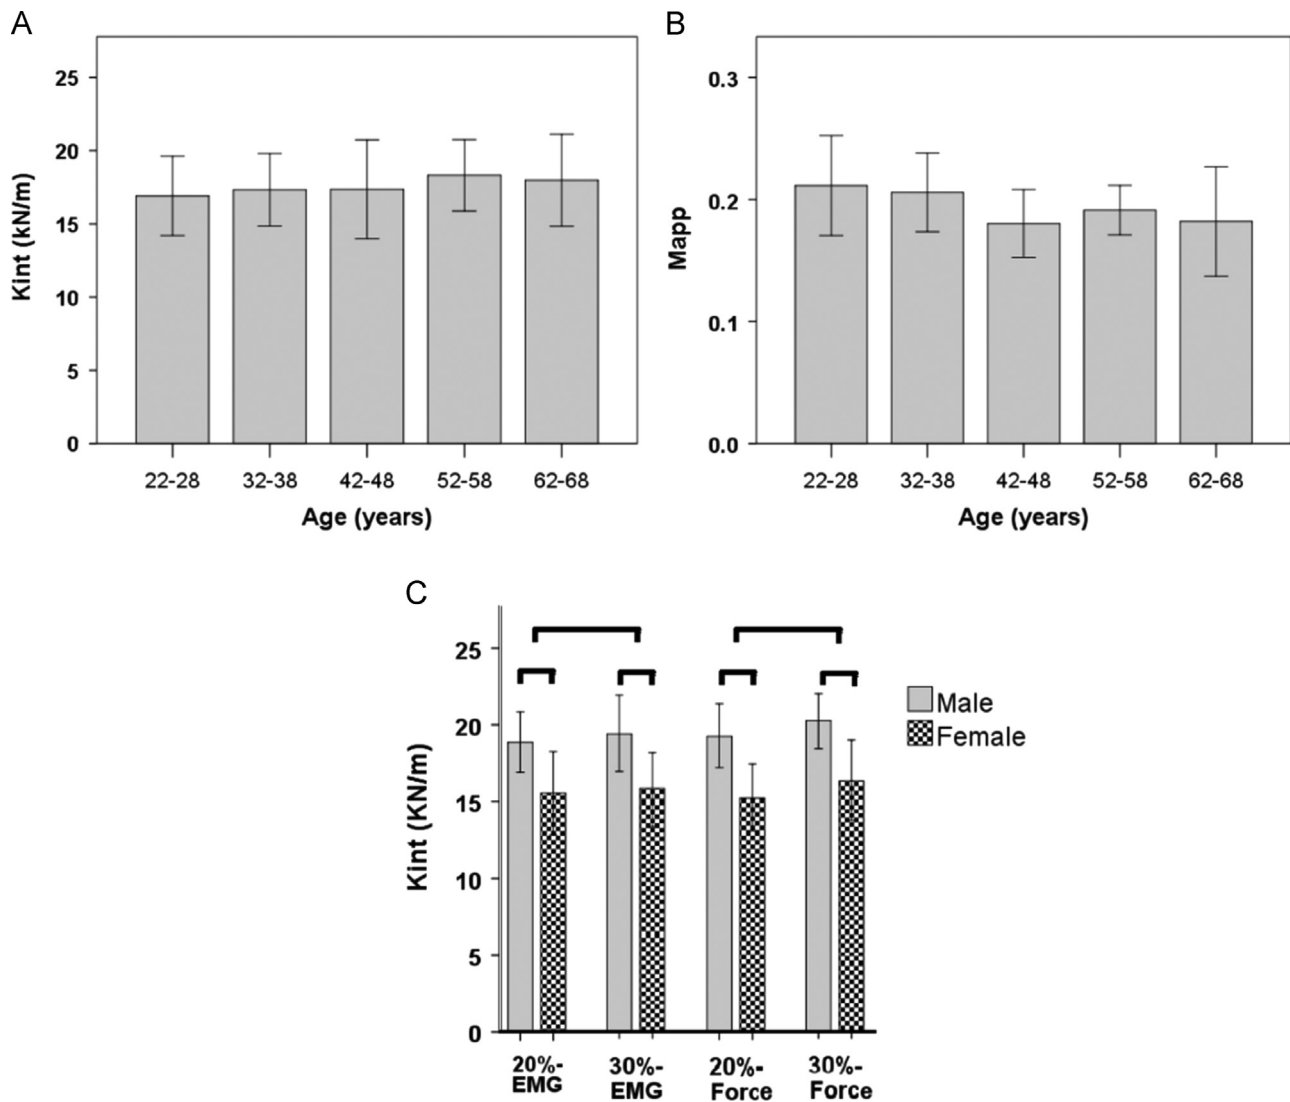 A
25
20
15
10
5
0
Kint (kN/m)
22-28 32-38 42-48 52-58 62-68
Age (years)
B
0.3
0.2
0.1
0.0
Mapp
22-28 32-38 42-48 52-58 62-68
Age (years)
C
25
20
15
10
5
0
Kint (KN/m)
20%- 30%- 20%- 30%-
EMG EMG Force Force
Male
Female